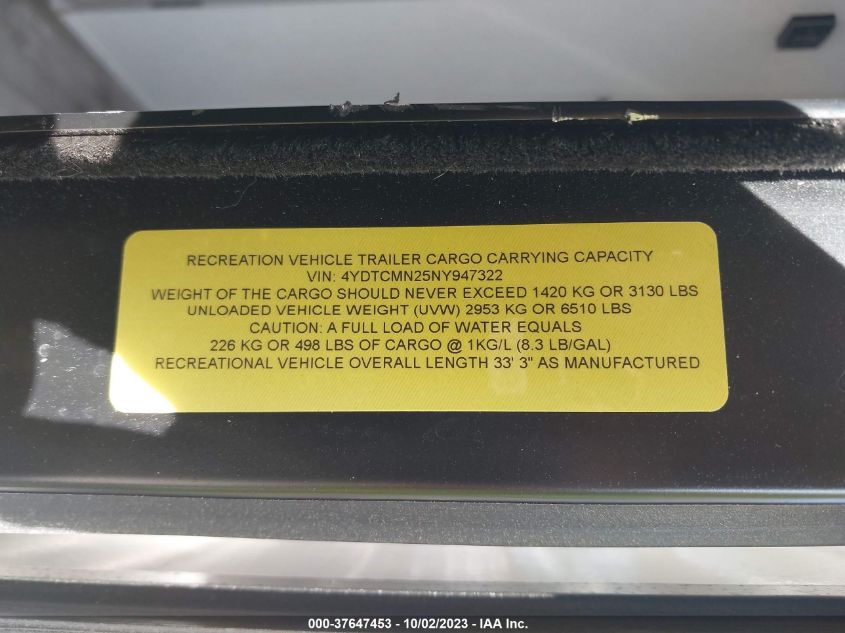 RECREATION VEHICLE TRAILER CARGO CARRYING CAPACITY
VIN: 4YDTCMN25NY947322
WEIGHT OF THE CARGO SHOULD NEVER EXCEED 1420 KG OR 3130 LBS
UNLOADED VEHICLE WEIGHT (UVW) 2953 KG OR 6510 LBS
CAUTION: A FULL LOAD OF WATER EQUALS
226 KG OR 498 LBS OF CARGO @ 1KG/L (8.3 LB/GAL)
RECREATIONAL VEHICLE OVERALL LENGTH 33' 3" AS MANUFACTURED
000-37647453 - 10/02/2023 - IAA Inc.